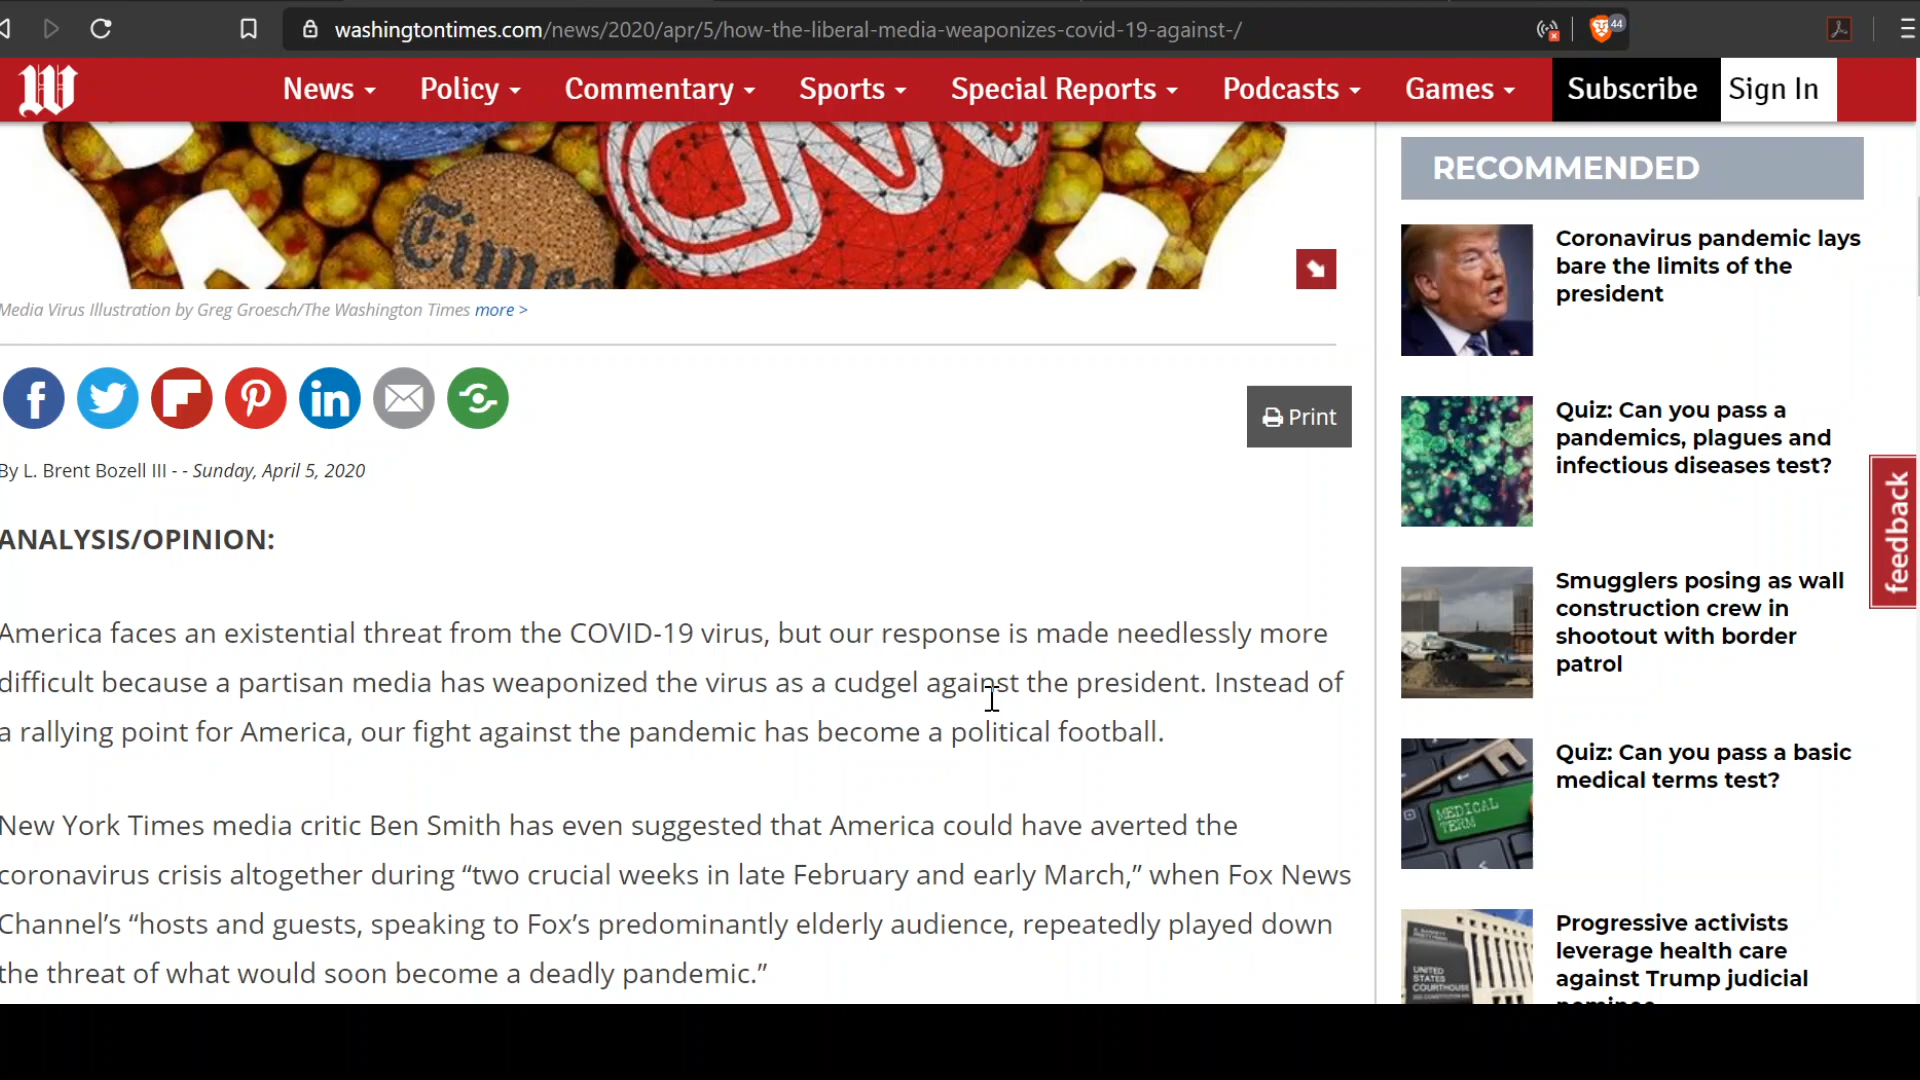 washingtontimes.com/news/2020/apr/5/how-the-liberal-media-weaponizes-covid-19-against-/
44
W
News
Policy
Commentary
Sports
Special Reports
Podcasts
Games
Subscribe
Sign In
CNN
Times
Media Virus Illustration by Greg Groesch/The Washington Times more >
Print
By L. Brent Bozell III - - Sunday, April 5, 2020
ANALYSIS/OPINION:
America faces an existential threat from the COVID-19 virus, but our response is made needlessly more
difficult because a partisan media has weaponized the virus as a cudgel against the president. Instead of
a rallying point for America, our fight against the pandemic has become a political football.
New York Times media critic Ben Smith has even suggested that America could have averted the
coronavirus crisis altogether during “two crucial weeks in late February and early March,” when Fox News
Channel’s “hosts and guests, speaking to Fox’s predominantly elderly audience, repeatedly played down
the threat of what would soon become a deadly pandemic.”
RECOMMENDED
Coronavirus pandemic lays
bare the limits of the
president
Quiz: Can you pass a
pandemics, plagues and
infectious diseases test?
Smugglers posing as wall
construction crew in
shootout with border
patrol
MEDICAL
TERM
Quiz: Can you pass a basic
medical terms test?
UNITED
STATES
COURTHOUSE
Progressive activists
leverage health care
against Trump judicial
nominee
feedback